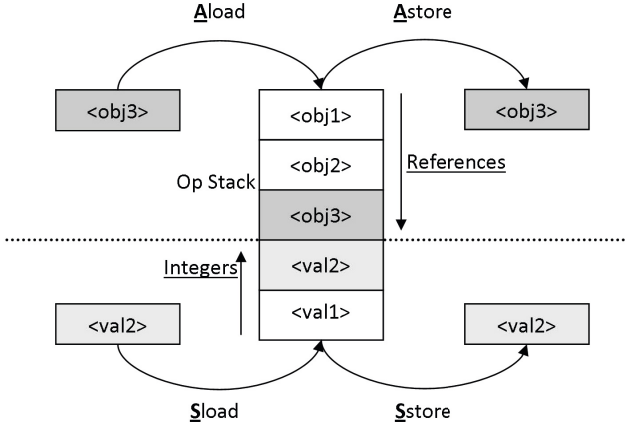 Aload
Astore
<obj3>
<obj1>
<obj3>
<obj2>
References
Op Stack
<obj3>
Integers
<val2>
<val2>
<val1>
<val2>
Sload
Sstore